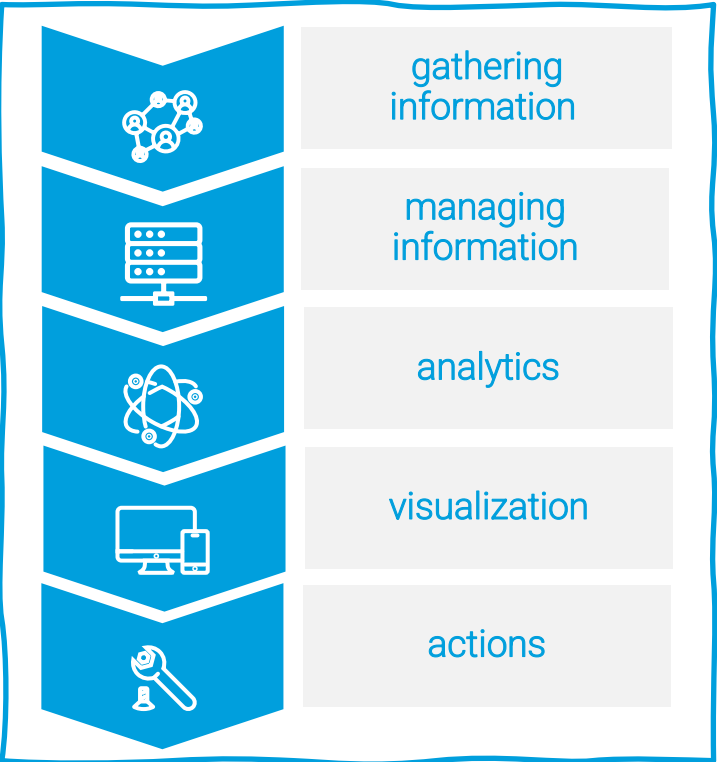 gathering
information
managing
information
analytics
visualization
actions